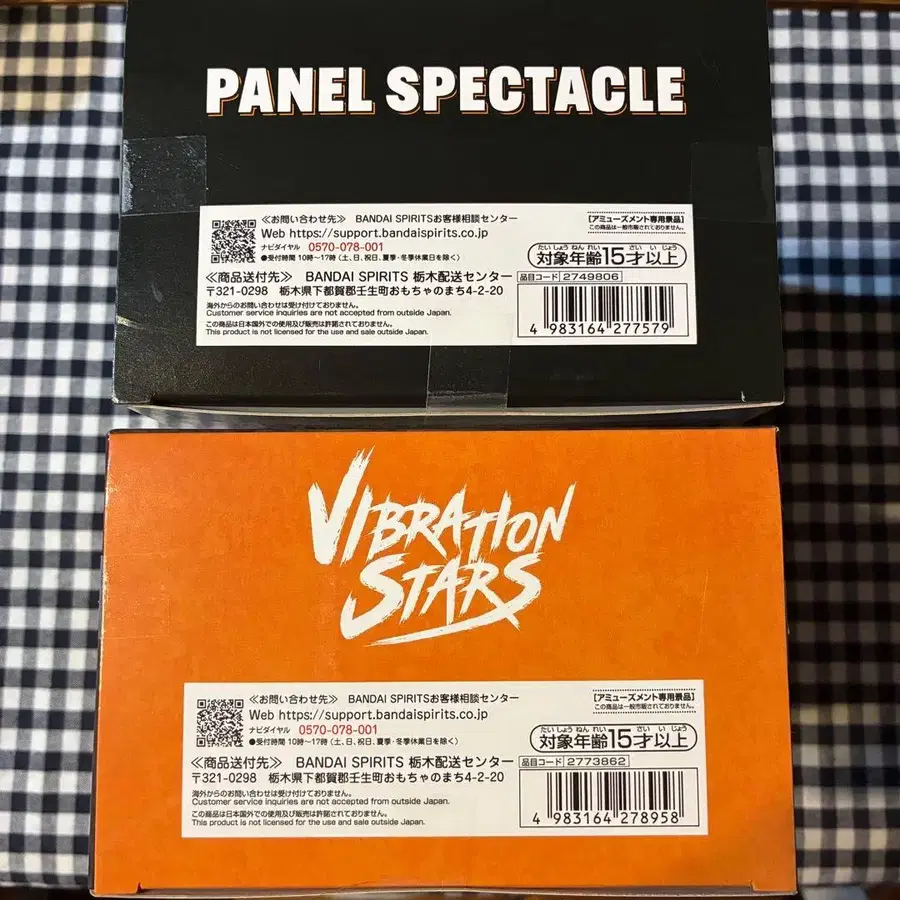 PANEL SPECTACLE
≪お問い合わせ先≫ BANDAI SPIRITSお客様相談センター
Web https://support.bandaispirits.co.jp
ナビダイヤル 0570-078-001
●受付時間 10時〜17時(土、日、祝日、夏季・冬季休業日を除く)
≪商品送付先≫ BANDAI SPIRITS 栃木配送センター
〒321-0298 栃木県下都賀郡壬生町おもちゃのまち4-2-20
海外からのお問い合わせは受け付けておりません。
Customer service inquiries are not accepted from outside Japan.
この商品は日本国外での使用及び販売は許諾されておりません。
This product is not licensed for the use and sale outside Japan.
【アミューズメント専用景品】
この商品は一般市販されておりません。
たいしょうねんれい さいいじょう
対象年齢15才以上
品目コード 2749806
4 983164 277579
VIBRATION
STARS
≪お問い合わせ先≫ BANDAI SPIRITSお客様相談センター
Web https://support.bandaispirits.co.jp
ナビダイヤル 0570-078-001
●受付時間 10時〜17時(土、日、祝日、夏季・冬季休業日を除く)
≪商品送付先≫ BANDAI SPIRITS 栃木配送センター
〒321-0298 栃木県下都賀郡壬生町おもちゃのまち4-2-20
海外からのお問い合わせは受け付けておりません。
Customer service inquiries are not accepted from outside Japan.
この商品は日本国外での使用及び販売は許諾されておりません。
This product is not licensed for the use and sale outside Japan.
【アミューズメント専用景品】
この商品は一般市販されておりません。
たいしょうねんれい さいいじょう
対象年齢15才以上
品目コード 2773862
4 983164 278958